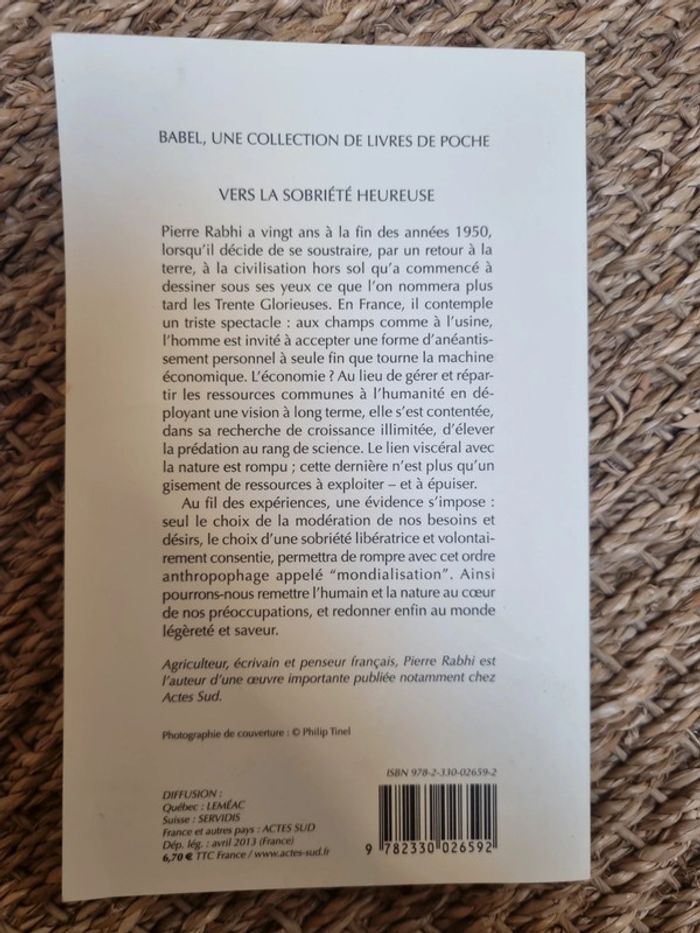 BABEL, UNE COLLECTION DE LIVRES DE POCHE
VERS LA SOBRIÉTÉ HEUREUSE
Pierre Rabhi a vingt ans à la fin des années 1950,
lorsqu'il décide de se soustraire, par un retour à la
terre, à la civilisation hors sol qu'a commencé à
dessiner sous ses yeux ce que l'on nommera plus
tard les Trente Glorieuses. En France, il contemple
un triste spectacle : aux champs comme à l'usine,
l'homme est invité à accepter une forme d'anéantis-
sement personnel à seule fin que tourne la machine
économique. L'économie ? Au lieu de gérer et répar-
tir les ressources communes à l'humanité en dé-
ployant une vision à long terme, elle s'est contentée,
dans sa recherche de croissance illimitée, d'élever
la prédation au rang de science. Le lien viscéral avec
la nature est rompu ; cette dernière n'est plus qu'un
gisement de ressources à exploiter – et à épuiser.
Au fil des expériences, une évidence s'impose :
seul le choix de la modération de nos besoins et
désirs, le choix d'une sobriété libératrice et volontai-
rement consentie, permettra de rompre avec cet ordre
anthropophage appelé “mondialisation”. Ainsi
pourrons-nous remettre l'humain et la nature au cœur
de nos préoccupations, et redonner enfin au monde
légèreté et saveur.
Agriculteur, écrivain et penseur français, Pierre Rabhi est
l'auteur d'une œuvre importante publiée notamment chez
Actes Sud.
Photographie de couverture : © Philip Tinel
ISBN 978-2-330-02659-2
DIFFUSION :
Québec : LEMÉAC
Suisse : SERVIDIS
France et autres pays : ACTES SUD
Dép. lég. : avril 2013 (France)
6,70 € TTC France / www.actes-sud.fr
9 782330 026592